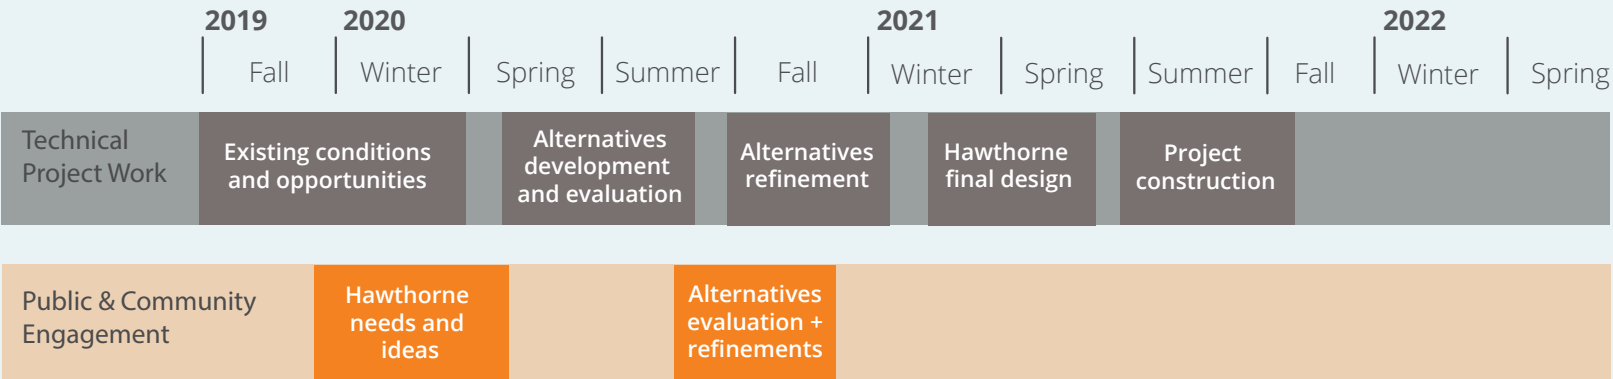 2019 2020 2021 2022
Fall Winter Spring Summer Fall Winter Spring Summer Fall Winter Spring
Technical
Project Work
Existing conditions
and opportunities
Alternatives
development
and evaluation
Alternatives
refinement
Hawthorne
final design
Project
construction
Public & Community
Engagement
Hawthorne
needs and
ideas
Alternatives
evaluation +
refinements